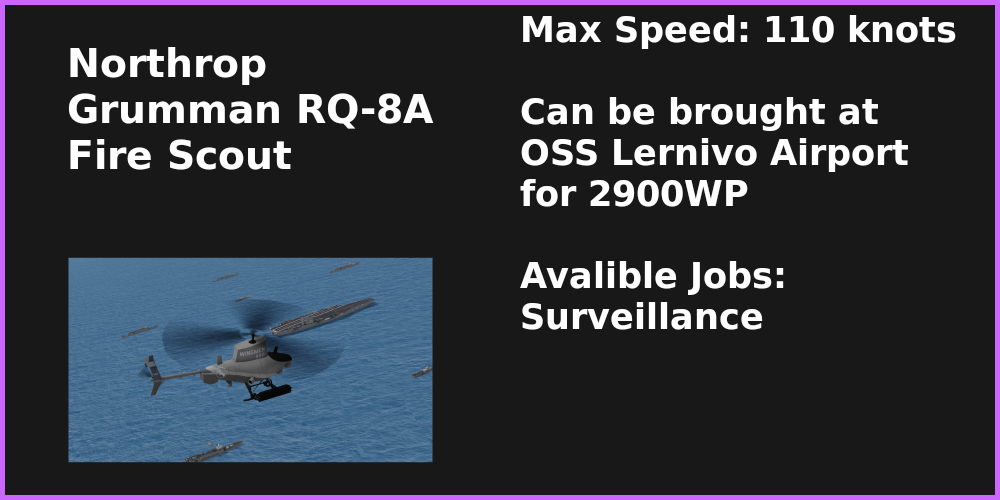 Northrop
Grumman RQ-8A
Fire Scout
Max Speed: 110 knots
Can be brought at
OSS Lernivo Airport
for 2900WP
Avalible Jobs:
Surveillance